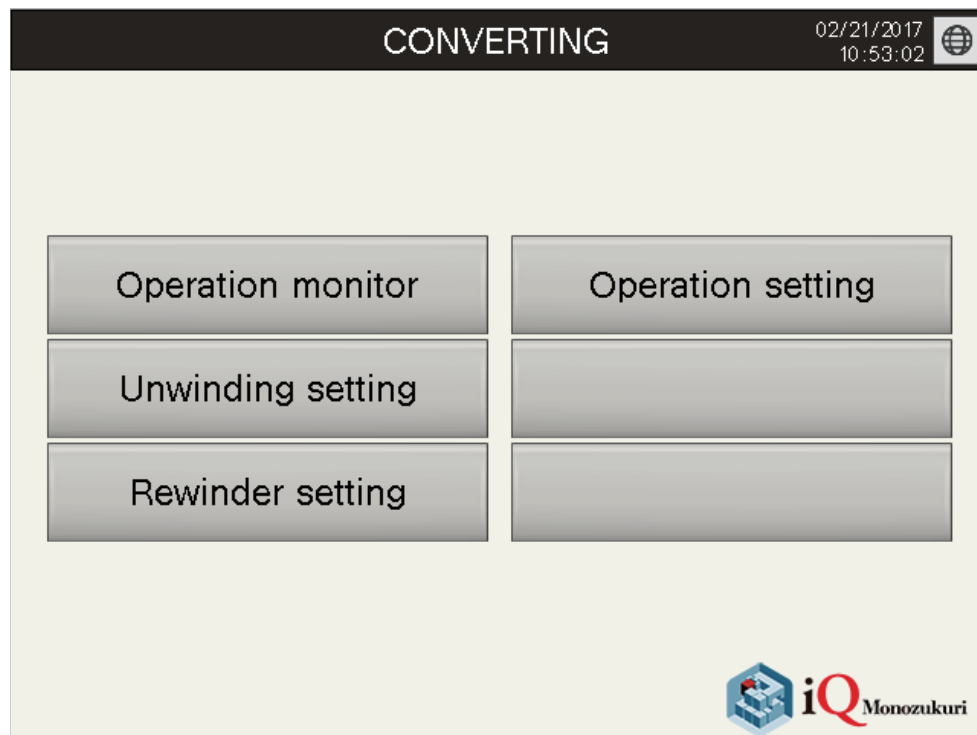 CONVERTING
02/21/2017
10:53:02
Operation monitor
Operation setting
Unwinding setting
Rewinder setting
iQ Monozukuri